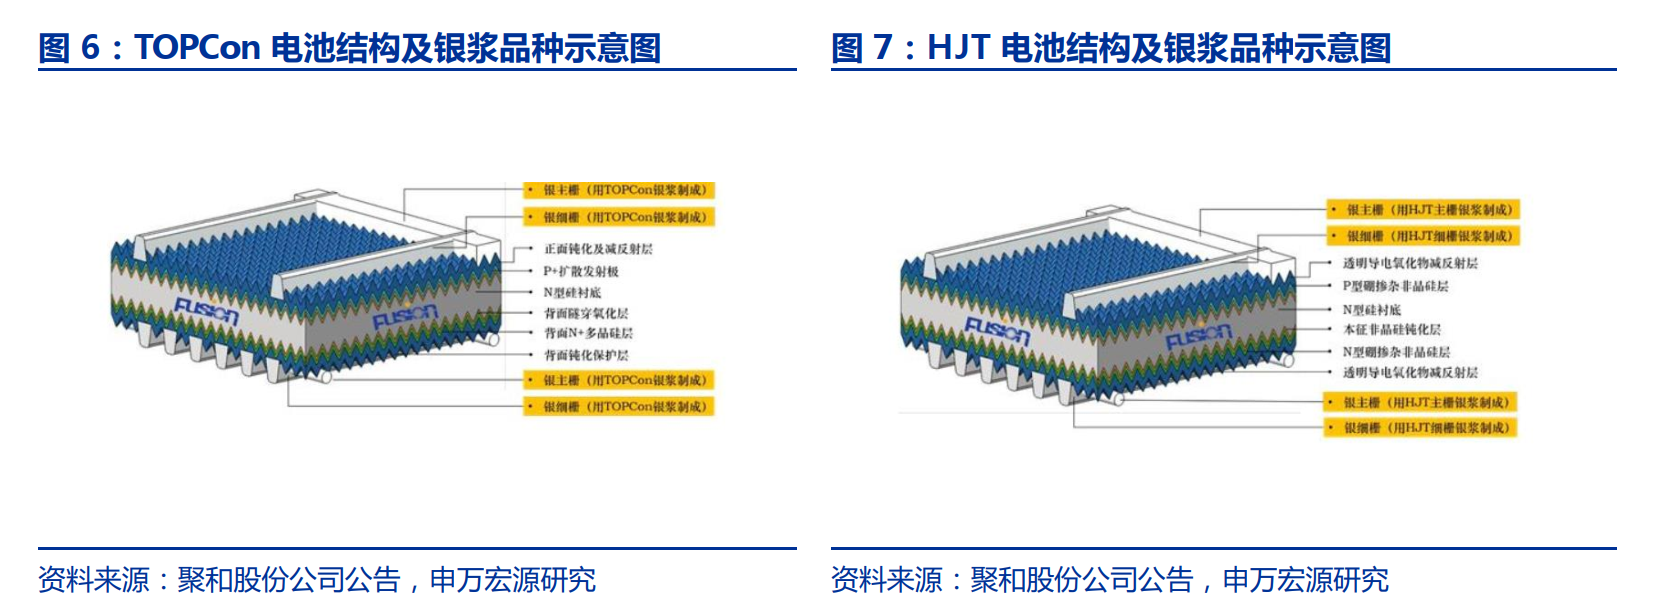 图 6：TOPCon 电池结构及银浆品种示意图
银主栅（用TOPCon银浆制成）
银细栅（用TOPCon银浆制成）
正面钝化及减反射层
P+扩散发射极
N型硅衬底
背面隧穿氧化层
背面N+多晶硅层
背面钝化保护层
银主栅（用TOPCon银浆制成）
银细栅（用TOPCon银浆制成）
FUSION
FUSION
资料来源：聚和股份公司公告，申万宏源研究
图 7：HJT 电池结构及银浆品种示意图
银主栅（用HJT主栅银浆制成）
银细栅（用HJT细栅银浆制成）
透明导电氧化物减反射层
P型硼掺杂非晶硅层
N型硅衬底
本征非晶硅钝化层
N型硼掺杂非晶硅层
透明导电氧化物减反射层
银主栅（用HJT主栅银浆制成）
银细栅（用HJT细栅银浆制成）
FUSION
FUSION
资料来源：聚和股份公司公告，申万宏源研究